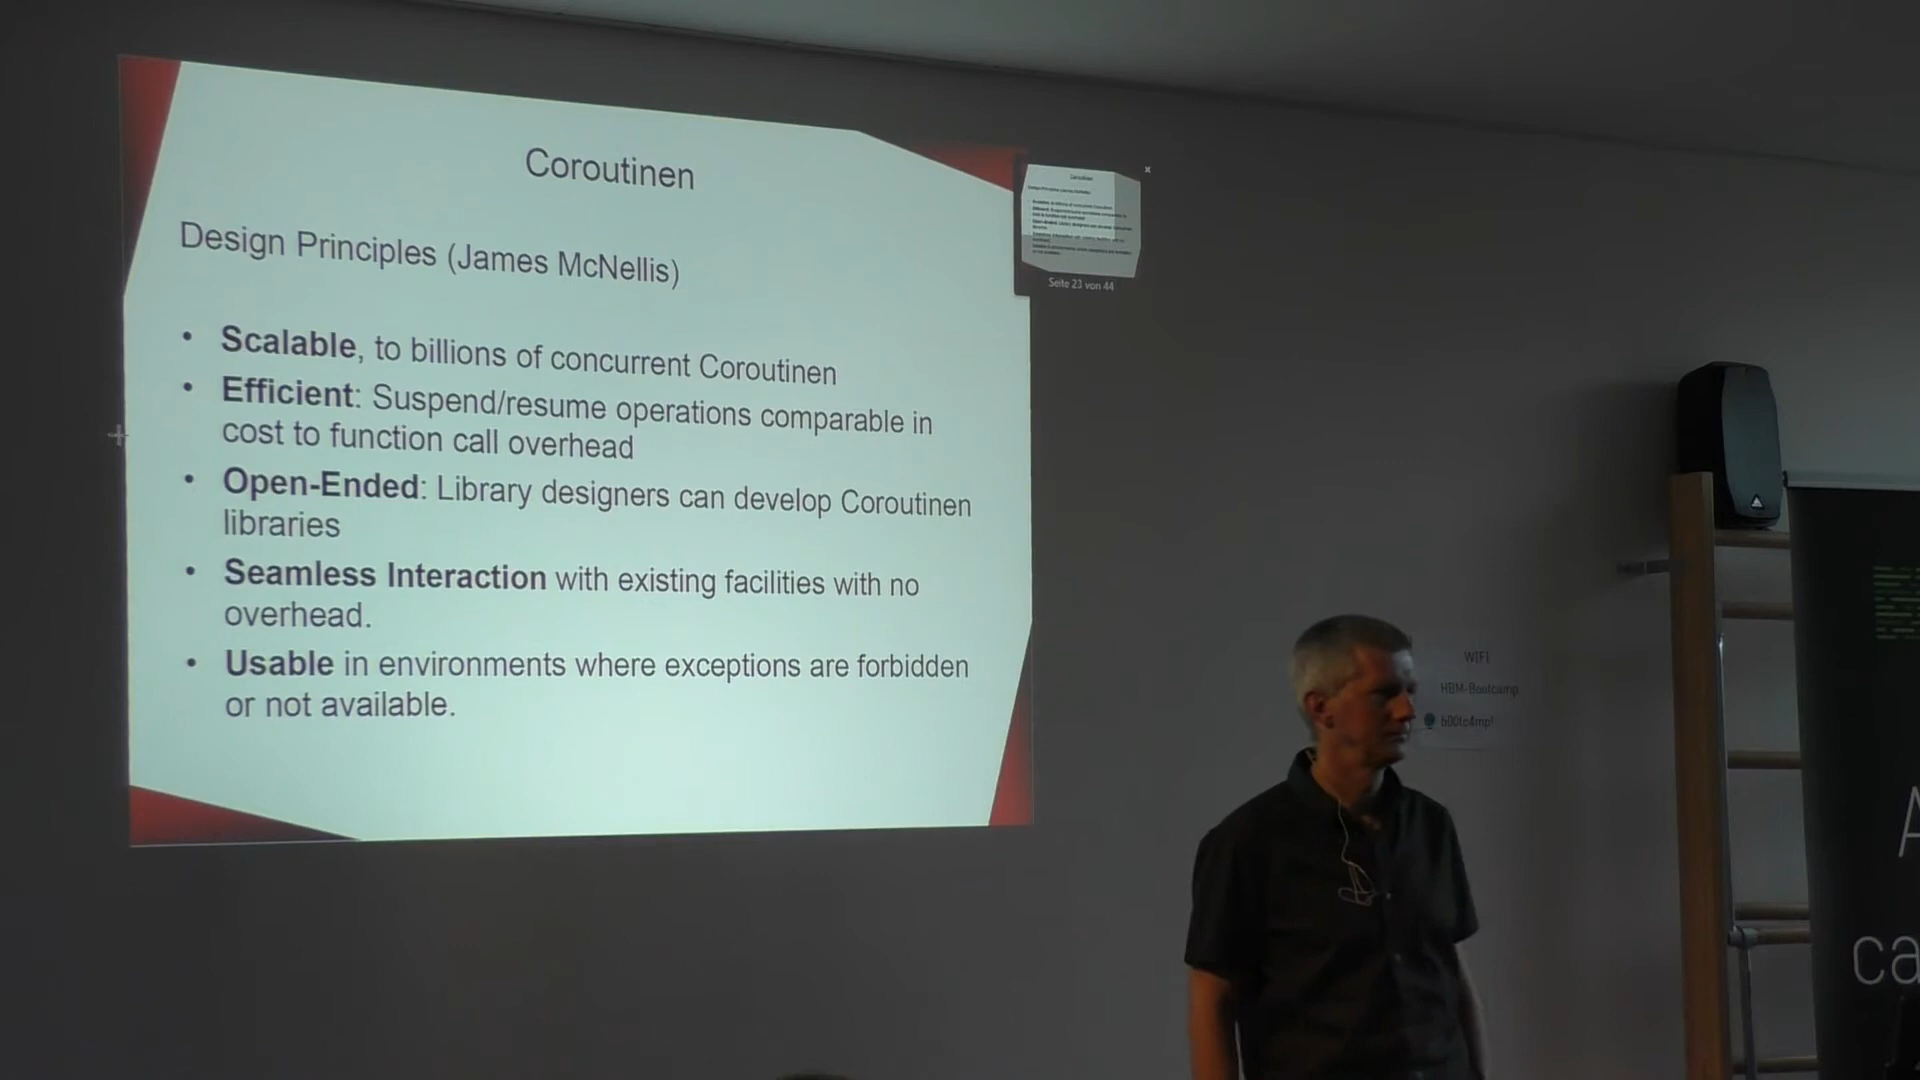 Coroutinen
Design Principles (James McNellis)
• Scalable, to billions of concurrent Coroutinen
• Efficient: Suspend/resume operations comparable in
cost to function call overhead
• Open-Ended: Library designers can develop Coroutinen
libraries
• Seamless Interaction with existing facilities with no
overhead.
• Usable in environments where exceptions are forbidden
or not available.
Seite 23 von 44
WIFI
HBM-Bootcamp
b00tc4mp!
A
ca